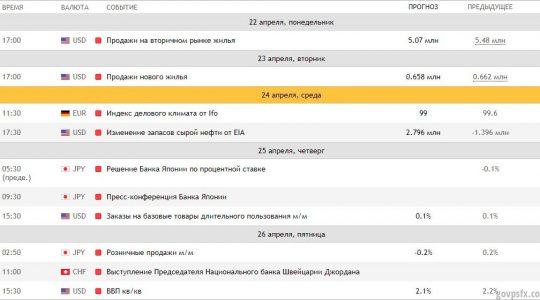 ВРЕМЯ ВАЛЮТА СОБЫТИЕ ПРОГНОЗ ПРЕДЫДУЩЕЕ
22 апреля, понедельник
17:00 USD Продажи на вторичном рынке жилья 5.07 млн 5.48 млн
23 апреля, вторник
17:00 USD Продажи нового жилья 0.658 млн 0.662 млн
24 апреля, среда
11:30 EUR Индекс делового климата от Ifo 99 99.6
17:30 USD Изменение запасов сырой нефти от EIA 2.796 млн -1.396 млн
25 апреля, четверг
05:30 JPY Решение Банка Японии по процентной ставке -0.1%
(предв.)
09:30 JPY Пресс-конференция Банка Японии
15:30 USD Заказы на базовые товары длительного пользования м/м 0.1% 0.1%
26 апреля, пятница
02:50 JPY Розничные продажи м/м -0.2% 0.2%
11:00 CHF Выступление Председателя Национального банка Швейцарии Джордана
15:30 USD ВВП кв/кв 2.1% 2.2%
govpsfx.co